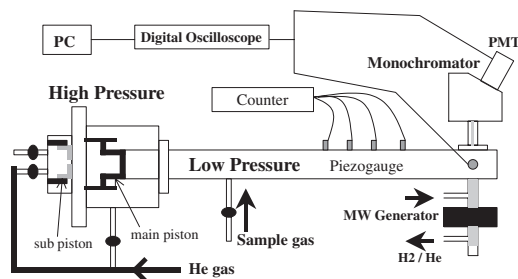 PC
Digital Oscilloscope
PMT
Monochromator
High Pressure
Counter
Low Pressure
Piezogauge
MW Generator
sub piston
main piston
Sample gas
H2 / He
He gas